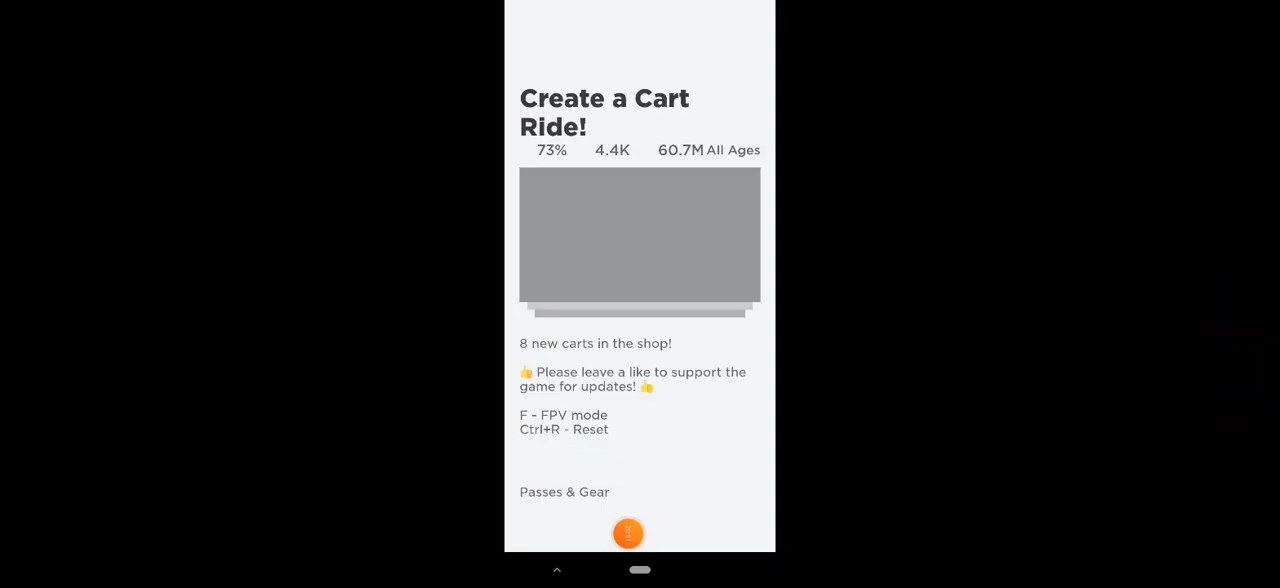 Create a Cart
Ride!
73% 4.4K 60.7M All Ages
8 new carts in the shop!
👍 Please leave a like to support the
game for updates! 👍
F - FPV mode
Ctrl+R - Reset
Passes & Gear